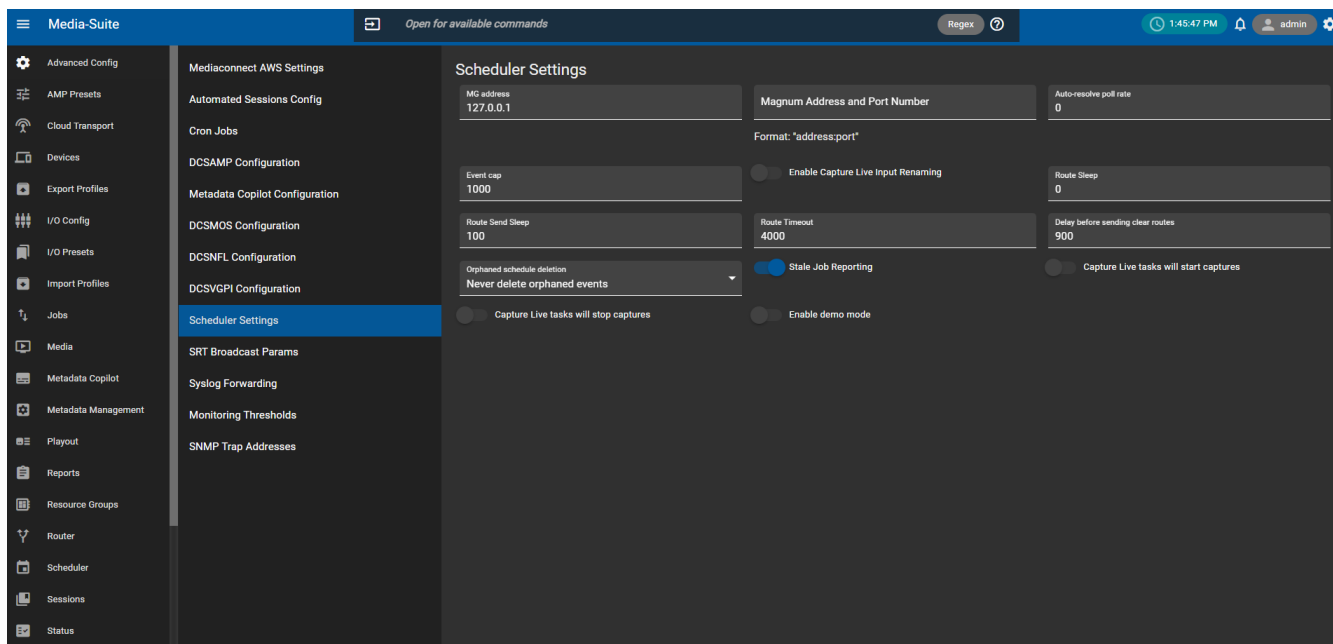 Media-Suite
Open for available commands
Regex
1:45:47 PM
admin
Advanced Config
AMP Presets
Cloud Transport
Devices
Export Profiles
I/O Config
I/O Presets
Import Profiles
Jobs
Media
Metadata Copilot
Metadata Management
Playout
Reports
Resource Groups
Router
Scheduler
Sessions
Status
Mediaconnect AWS Settings
Automated Sessions Config
Cron Jobs
DCSAMP Configuration
Metadata Copilot Configuration
DCSMOS Configuration
DCSNFL Configuration
DCSVGPI Configuration
Scheduler Settings
SRT Broadcast Params
Syslog Forwarding
Monitoring Thresholds
SNMP Trap Addresses
Scheduler Settings
MG address
127.0.0.1
Magnum Address and Port Number
Format: "address:port"
Auto-resolve poll rate
0
Event cap
1000
Enable Capture Live Input Renaming
Route Sleep
0
Route Send Sleep
100
Route Timeout
4000
Delay before sending clear routes
900
Orphaned schedule deletion
Never delete orphaned events
Stale Job Reporting
Capture Live tasks will start captures
Capture Live tasks will stop captures
Enable demo mode